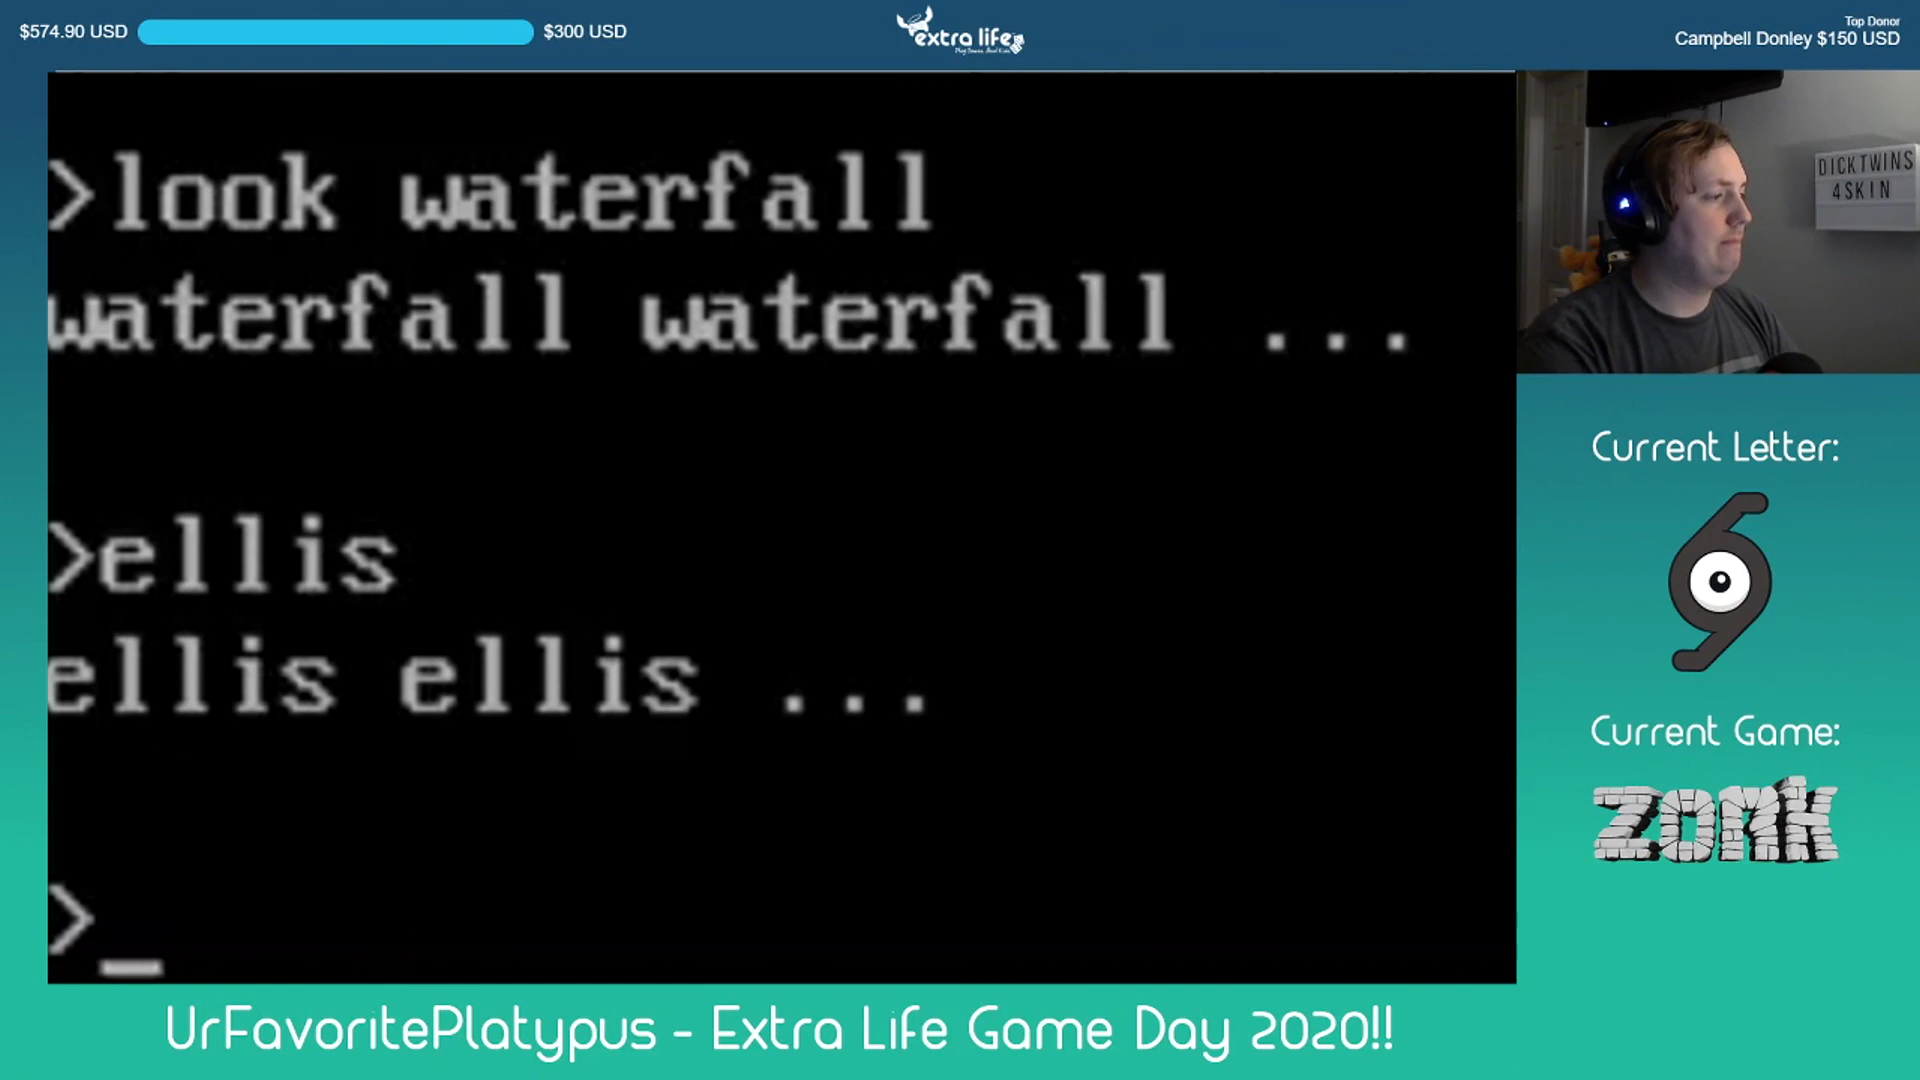 $574.90 USD
$300 USD
extra life
Top Donor
Campbell Donley $150 USD
>look waterfall
waterfall waterfall ...
>ellis
ellis ellis ...
>_
DICKTWINS
4SKIN
Current Letter:
Current Game:
ZORK
UrFavoritePlatypus - Extra Life Game Day 2020!!